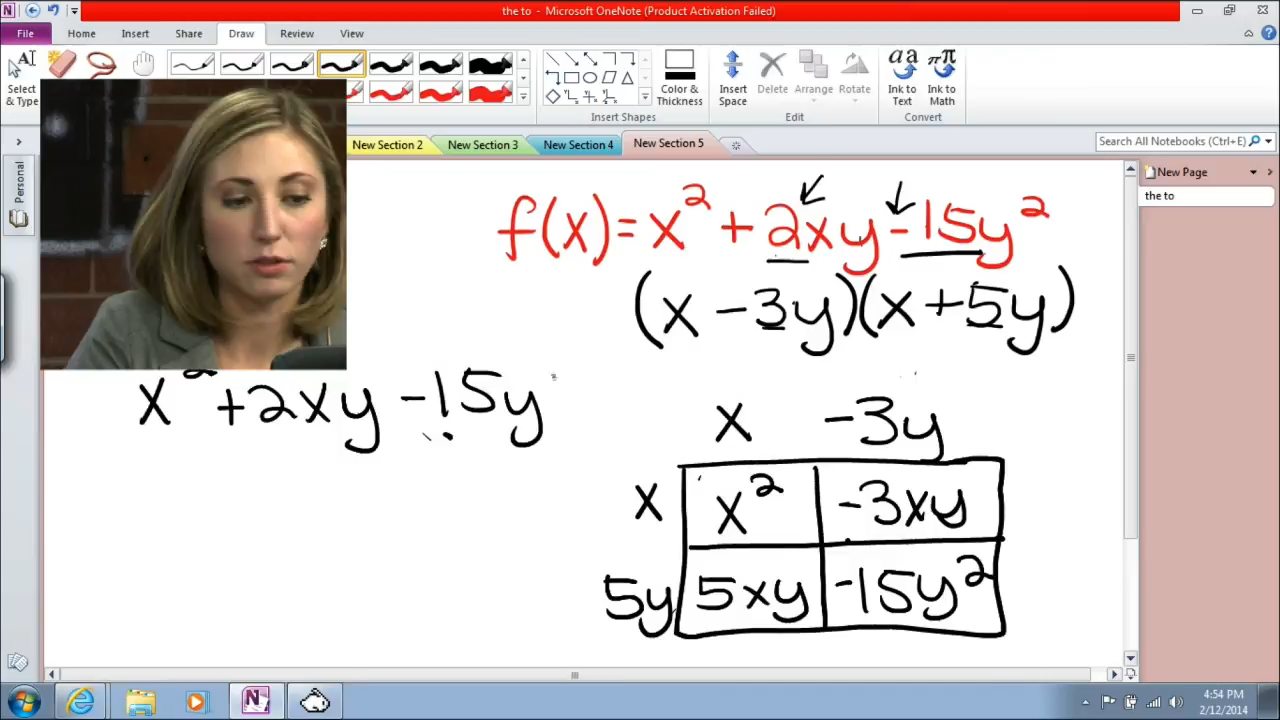 the to - Microsoft OneNote (Product Activation Failed)
File Home Insert Share Draw Review View
Select & Type
Color & Thickness
Insert Space
Delete
Arrange
Rotate
Ink to Text
Ink to Math
Insert Shapes
Edit
Convert
New Section 2
New Section 3
New Section 4
New Section 5
Search All Notebooks (Ctrl+E)
Personal
New Page
the to
f(x)= x² + 2xy - 15y²
(x - 3y)(x + 5y)
x² + 2xy - 15y
x -3y
x x² -3xy
5y 5xy -15y²
4:54 PM
2/12/2014